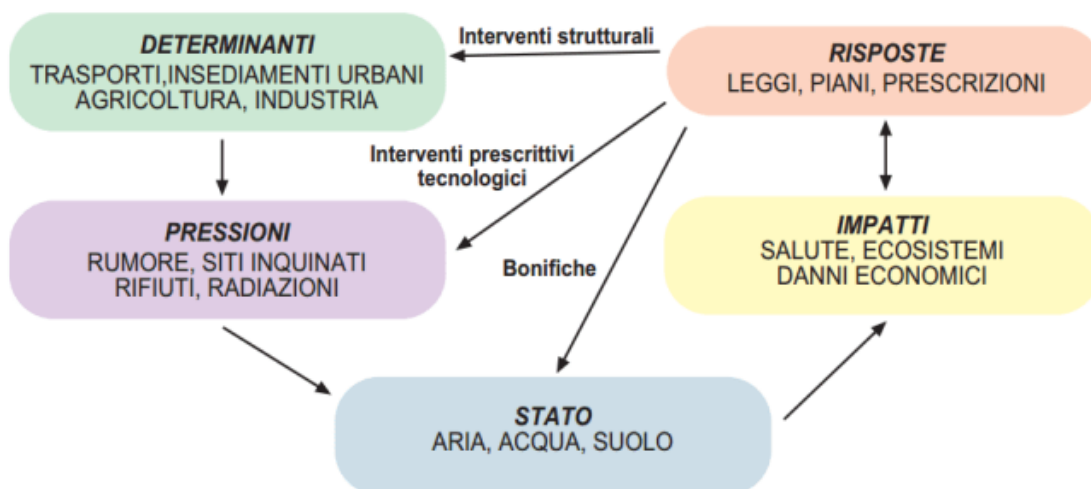 DETERMINANTI
TRASPORTI,INSEDIAMENTI URBANI
AGRICOLTURA, INDUSTRIA
Interventi strutturali
RISPOSTE
LEGGI, PIANI, PRESCRIZIONI
Interventi prescrittivi
tecnologici
PRESSIONI
RUMORE, SITI INQUINATI
RIFIUTI, RADIAZIONI
Bonifiche
IMPATTI
SALUTE, ECOSISTEMI
DANNI ECONOMICI
STATO
ARIA, ACQUA, SUOLO